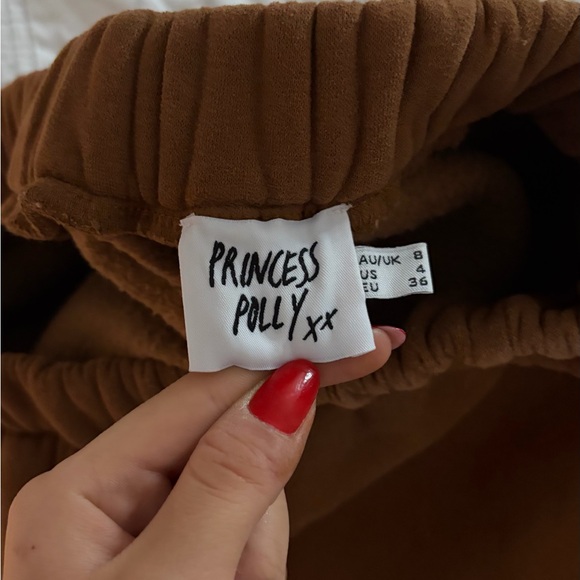 PRINCESS
POLLY xx
AU/UK 8
US 4
EU 36